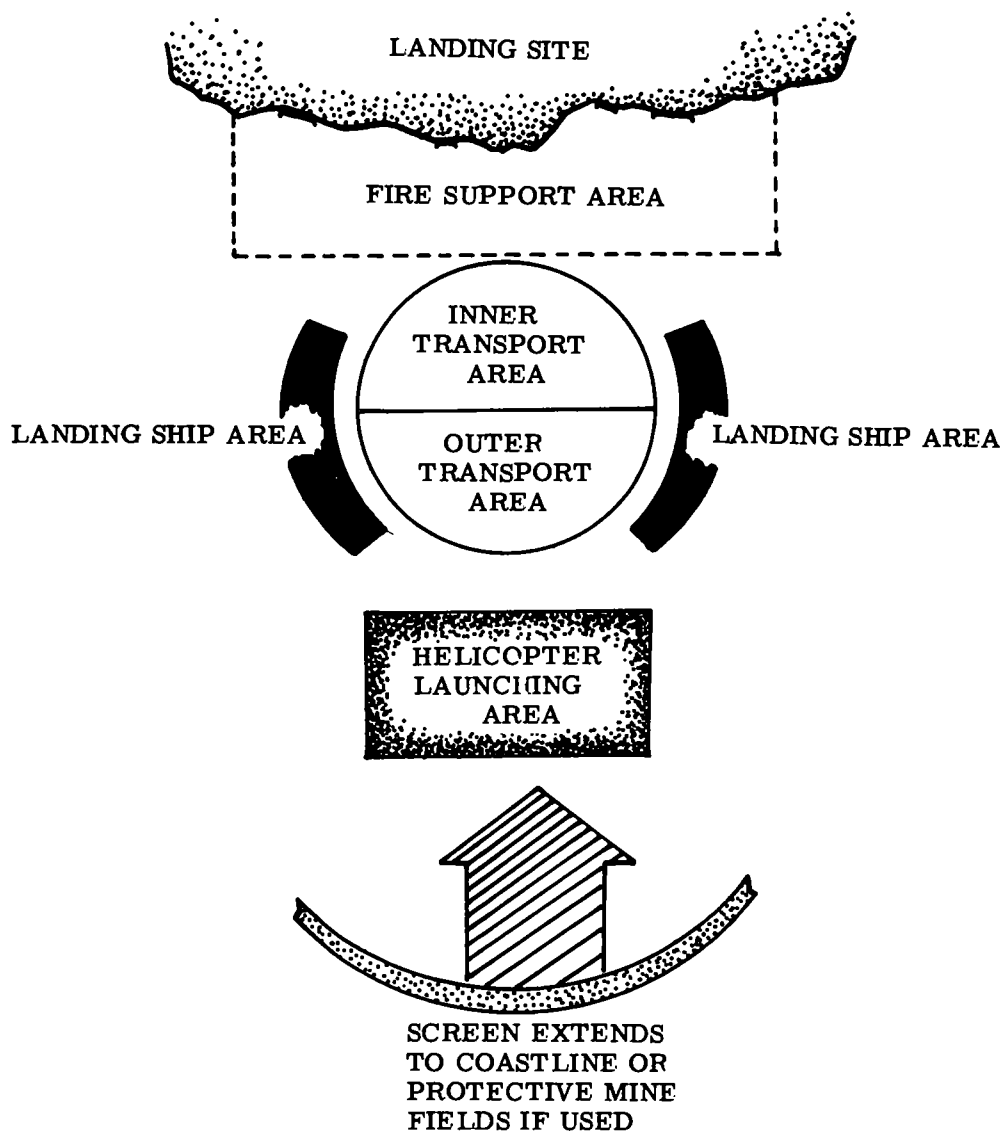 LANDING SITE
FIRE SUPPORT AREA
INNER
TRANSPORT
AREA
LANDING SHIP AREA
LANDING SHIP AREA
OUTER
TRANSPORT
AREA
HELICOPTER
LAUNCHING
AREA
SCREEN EXTENDS
TO COASTLINE OR
PROTECTIVE MINE
FIELDS IF USED